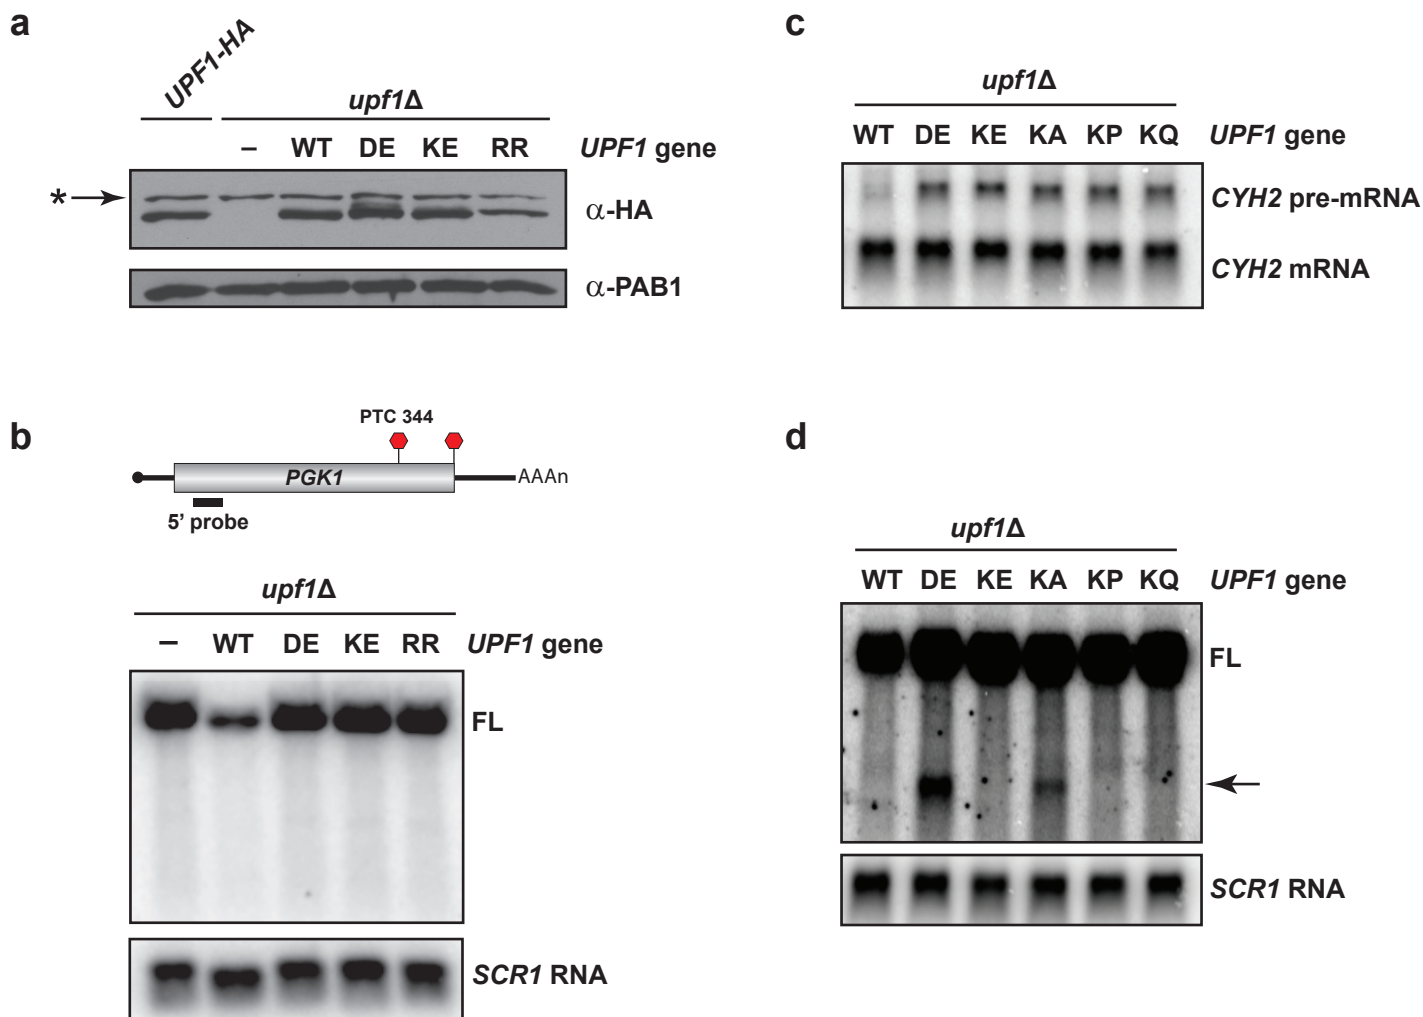 a
UPF1-HA
upf1Δ
– WT DE KE RR UPF1 gene
*
α-HA
α-PAB1
b
PTC 344
PGK1
AAAn
5’ probe
upf1Δ
– WT DE KE RR UPF1 gene
FL
SCR1 RNA
c
upf1Δ
WT DE KE KA KP KQ UPF1 gene
CYH2 pre-mRNA
CYH2 mRNA
d
upf1Δ
WT DE KE KA KP KQ UPF1 gene
FL
SCR1 RNA